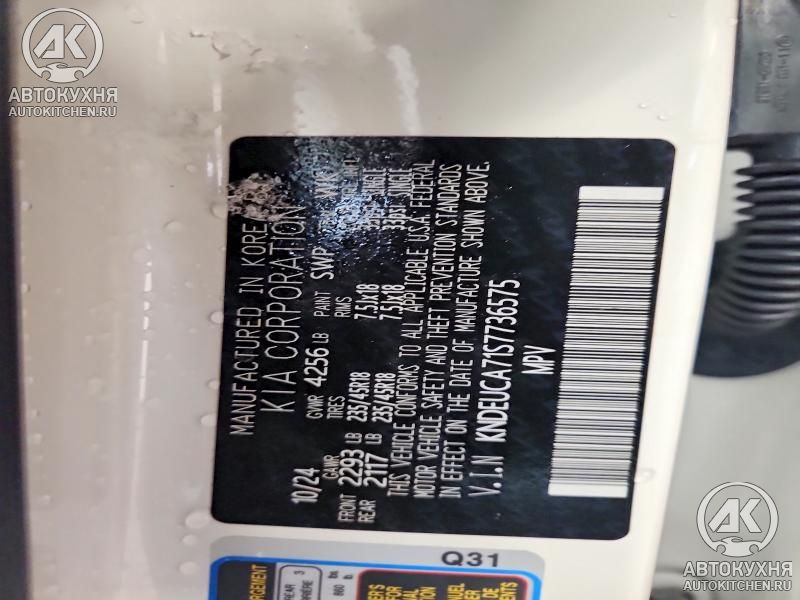 AK
АВТОКУХНЯ
AUTOKITCHEN.RU
MANUFACTURED IN KOREA
KIA CORPORATION
10/24 GVWR 4256 LB PAINT SWP
GAWR TIRES RIMS
FRONT 2293 LB 235/45R18 7.5Jx18
REAR 2117 LB 235/45R18 7.5Jx18
THIS VEHICLE CONFORMS TO ALL APPLICABLE U.S.A. FEDERAL
MOTOR VEHICLE SAFETY AND THEFT PREVENTION STANDARDS
IN EFFECT ON THE DATE OF MANUFACTURE SHOWN ABOVE.
V.I.N KNDEUCA71S7736575
MPV
Q31
AK
АВТОКУХНЯ
AUTOKITCHEN.RU